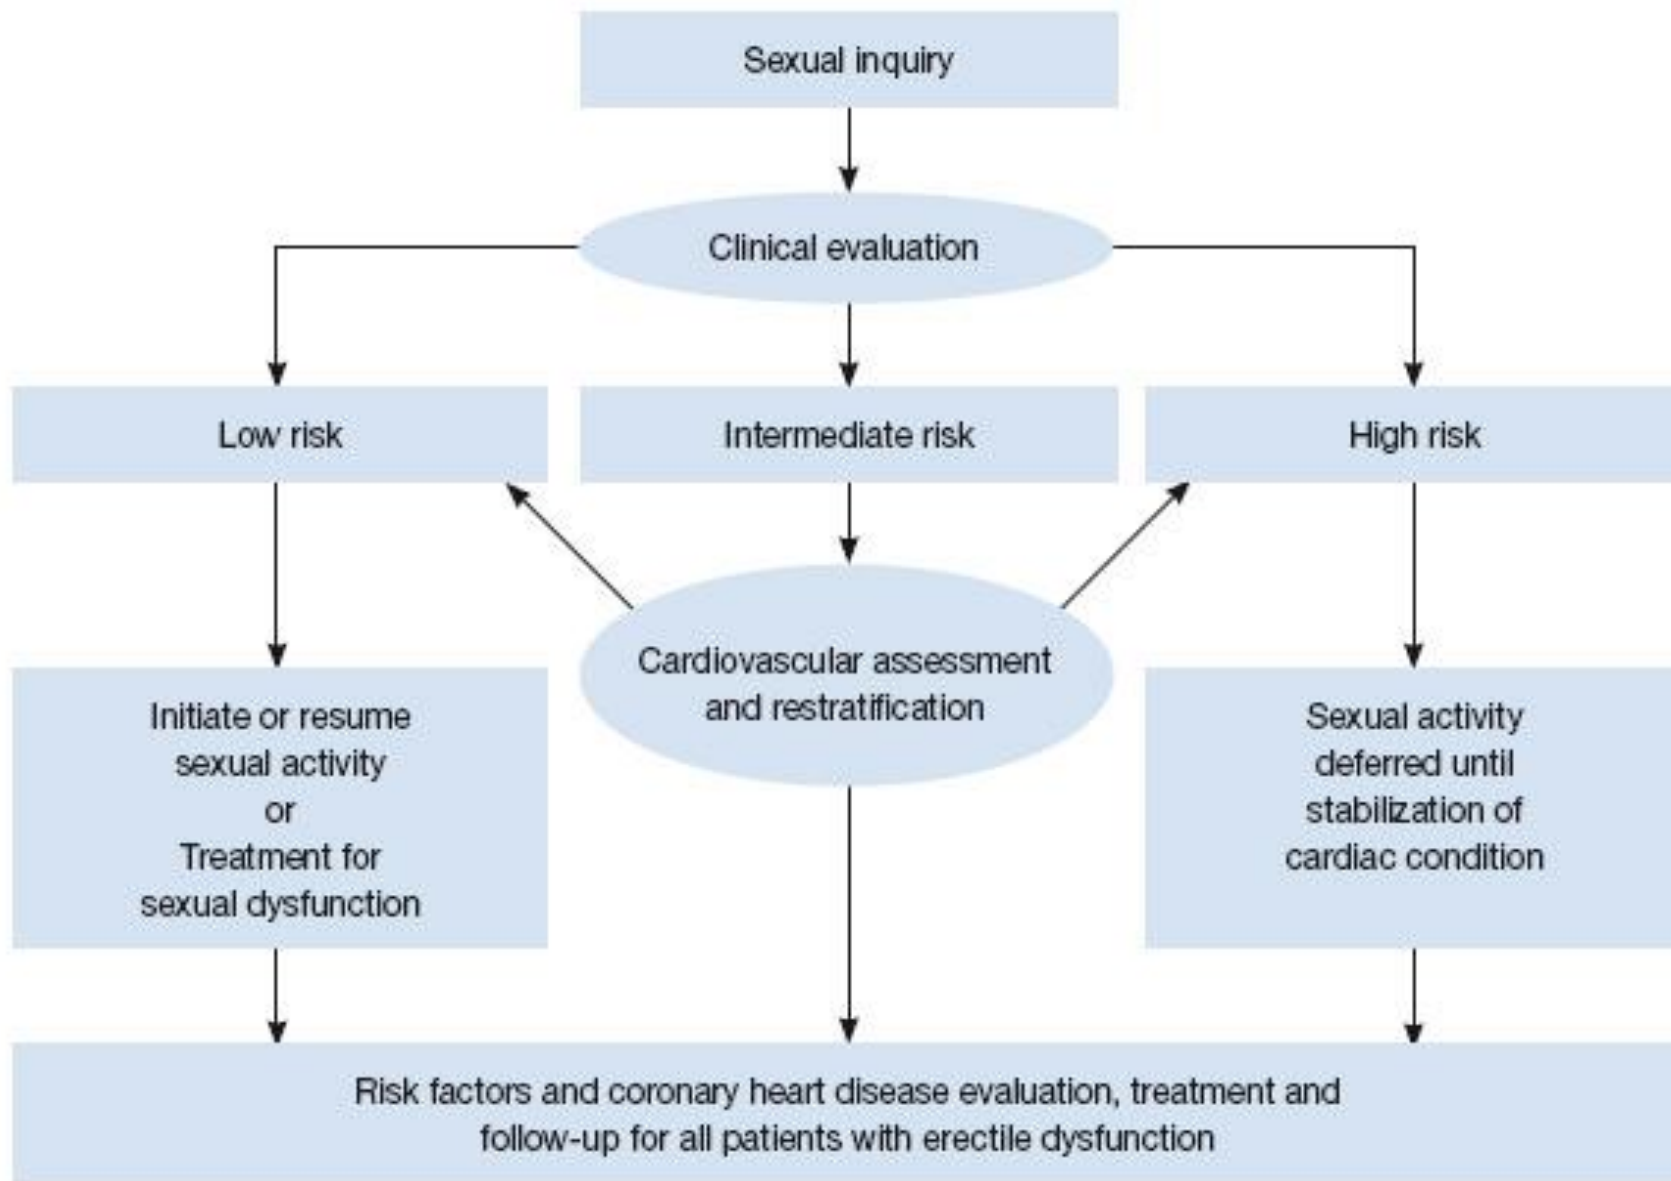 Sexual inquiry
Clinical evaluation
Low risk
Intermediate risk
High risk
Initiate or resume
sexual activity
or
Treatment for
sexual dysfunction
Cardiovascular assessment
and restratification
Sexual activity
deferred until
stabilization of
cardiac condition
Risk factors and coronary heart disease evaluation, treatment and
follow-up for all patients with erectile dysfunction